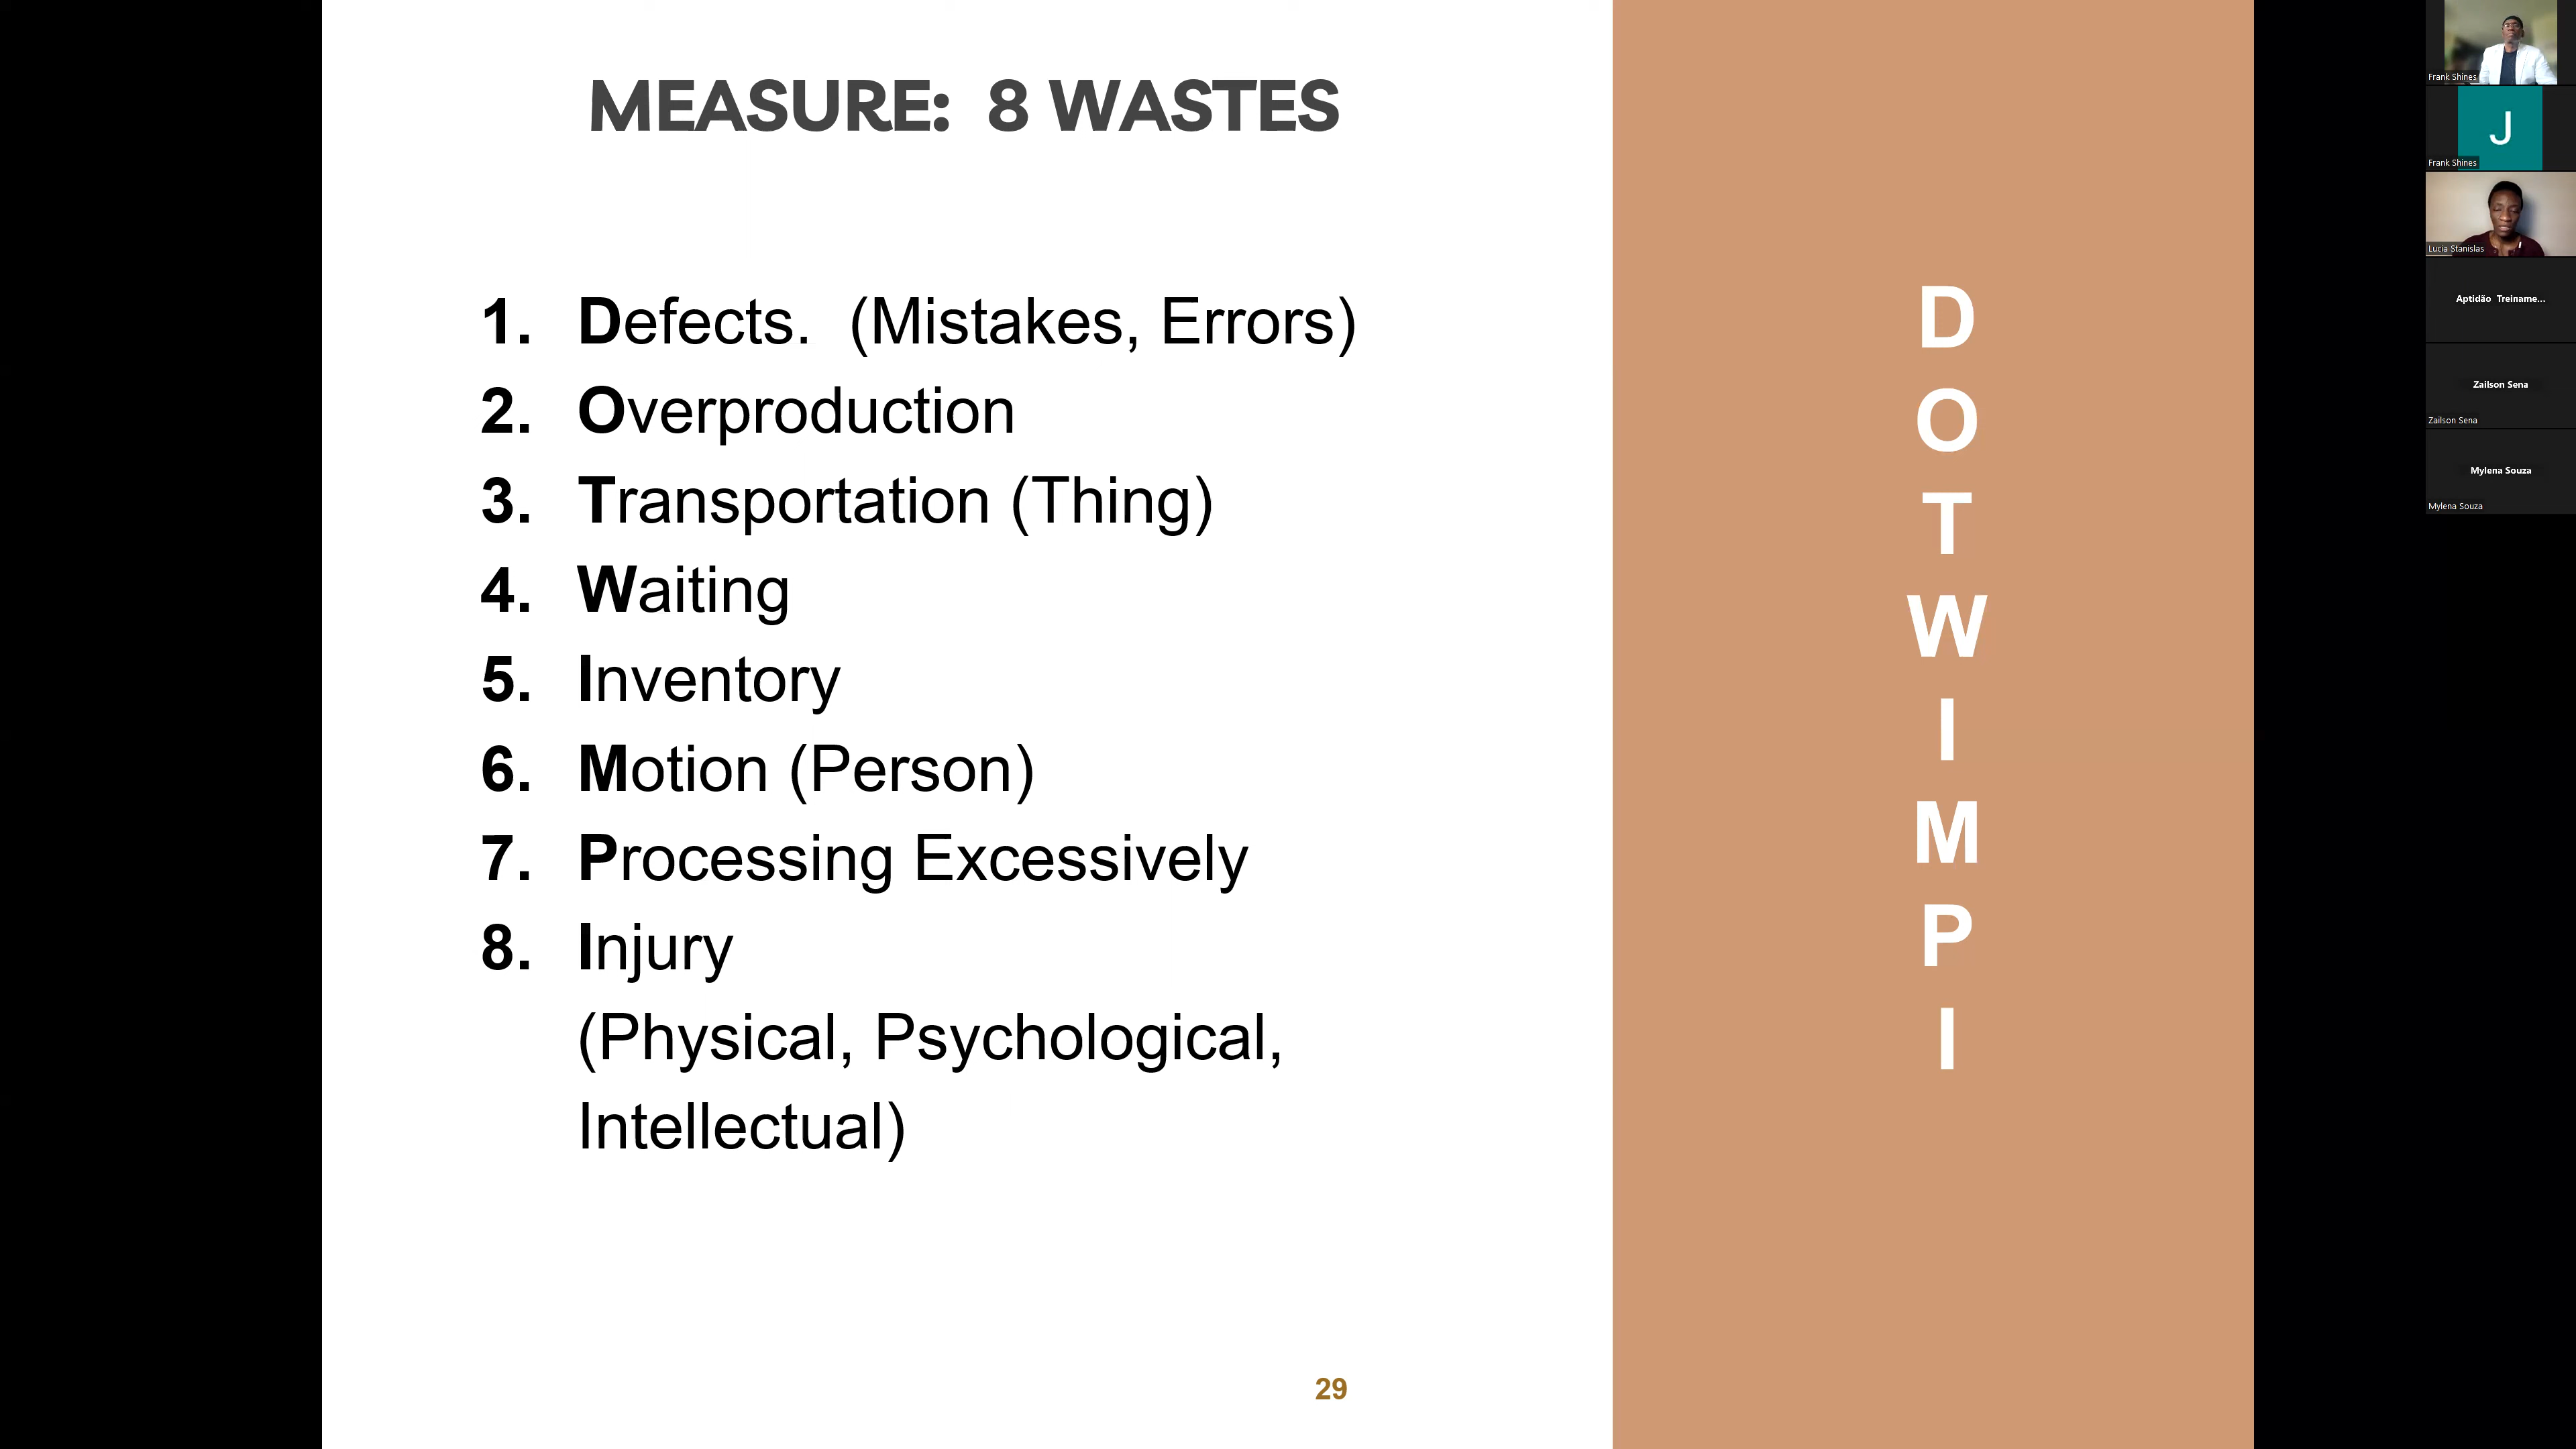 MEASURE:  8 WASTES
1. Defects.  (Mistakes, Errors)
2. Overproduction
3. Transportation (Thing)
4. Waiting
5. Inventory
6. Motion (Person)
7. Processing Excessively
8. Injury
(Physical, Psychological,
Intellectual)
29
D
O
T
W
I
M
P
I
Frank Shines
J
Frank Shines
Lucia Stanislas
Aptidão Treiname...
Zailson Sena
Zailson Sena
Mylena Souza
Mylena Souza